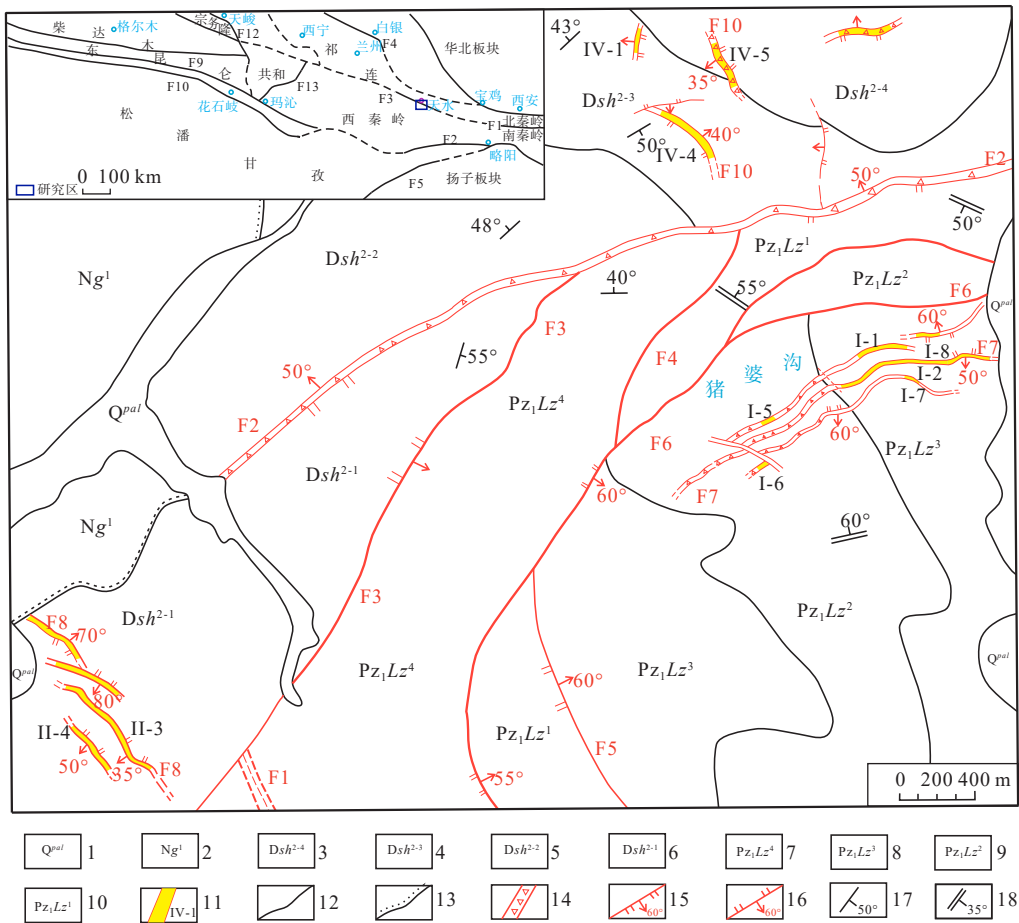 柴 达 木
格尔木
宗务隆
天峻
F12
西宁
祁
连
F4
白银
兰州
华北板块
东 昆 仑
F9
F10
共和
F13
F3
花石岐
玛沁
西 秦 岭
天水
宝鸡
西安
F1
北秦岭
南秦岭
F2
略阳
F5
扬子板块
松 潘 甘 孜
0 100 km
研究区
43°
IV-1
F10
IV-5
35°
Dsh²⁻³
Dsh²⁻⁴
50°
IV-4
40°
F10
F2
50°
50°
48°
Dsh²⁻²
Ng¹
Pz₁Lz¹
Pz₁Lz²
40°
55°
F6
Qᵖᵃˡ
F3
60°
I-1
I-8
F7
55°
F4
猪 婆 沟
I-2
50°
50°
Pz₁Lz⁴
I-7
Qᵖᵃˡ
F2
I-5
60°
F6
Pz₁Lz³
Dsh²⁻¹
60°
I-6
F7
Ng¹
60°
F3
Dsh²⁻¹
Pz₁Lz²
F8
70°
Qᵖᵃˡ
Pz₁Lz⁴
Pz₁Lz³
Qᵖᵃˡ
80°
60°
II-4
II-3
Pz₁Lz¹
F5
50°
35°
F8
F1
55°
0 200 400 m
Qᵖᵃˡ 1
Ng¹ 2
Dsh²⁻⁴ 3
Dsh²⁻³ 4
Dsh²⁻² 5
Dsh²⁻¹ 6
Pz₁Lz⁴ 7
Pz₁Lz³ 8
Pz₁Lz² 9
Pz₁Lz¹ 10
IV-1 11
12
13
14
60° 15
60° 16
50° 17
35° 18